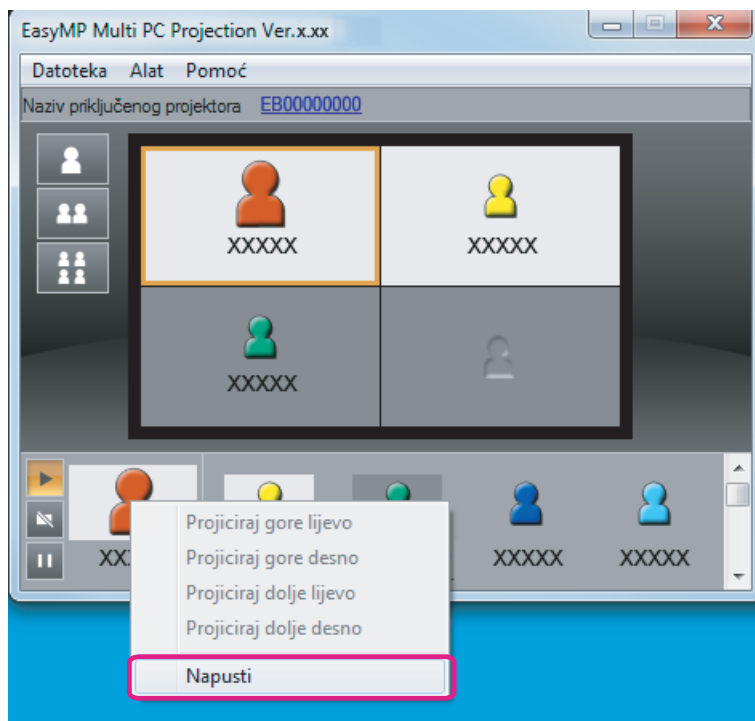 EasyMP Multi PC Projection Ver.x.xx
Datoteka Alat Pomoć
Naziv priključenog projektora EB00000000
XXXXX XXXXX
XXXXX
XX XXXXX XXXXX
Projiciraj gore lijevo
Projiciraj gore desno
Projiciraj dolje lijevo
Projiciraj dolje desno
Napusti